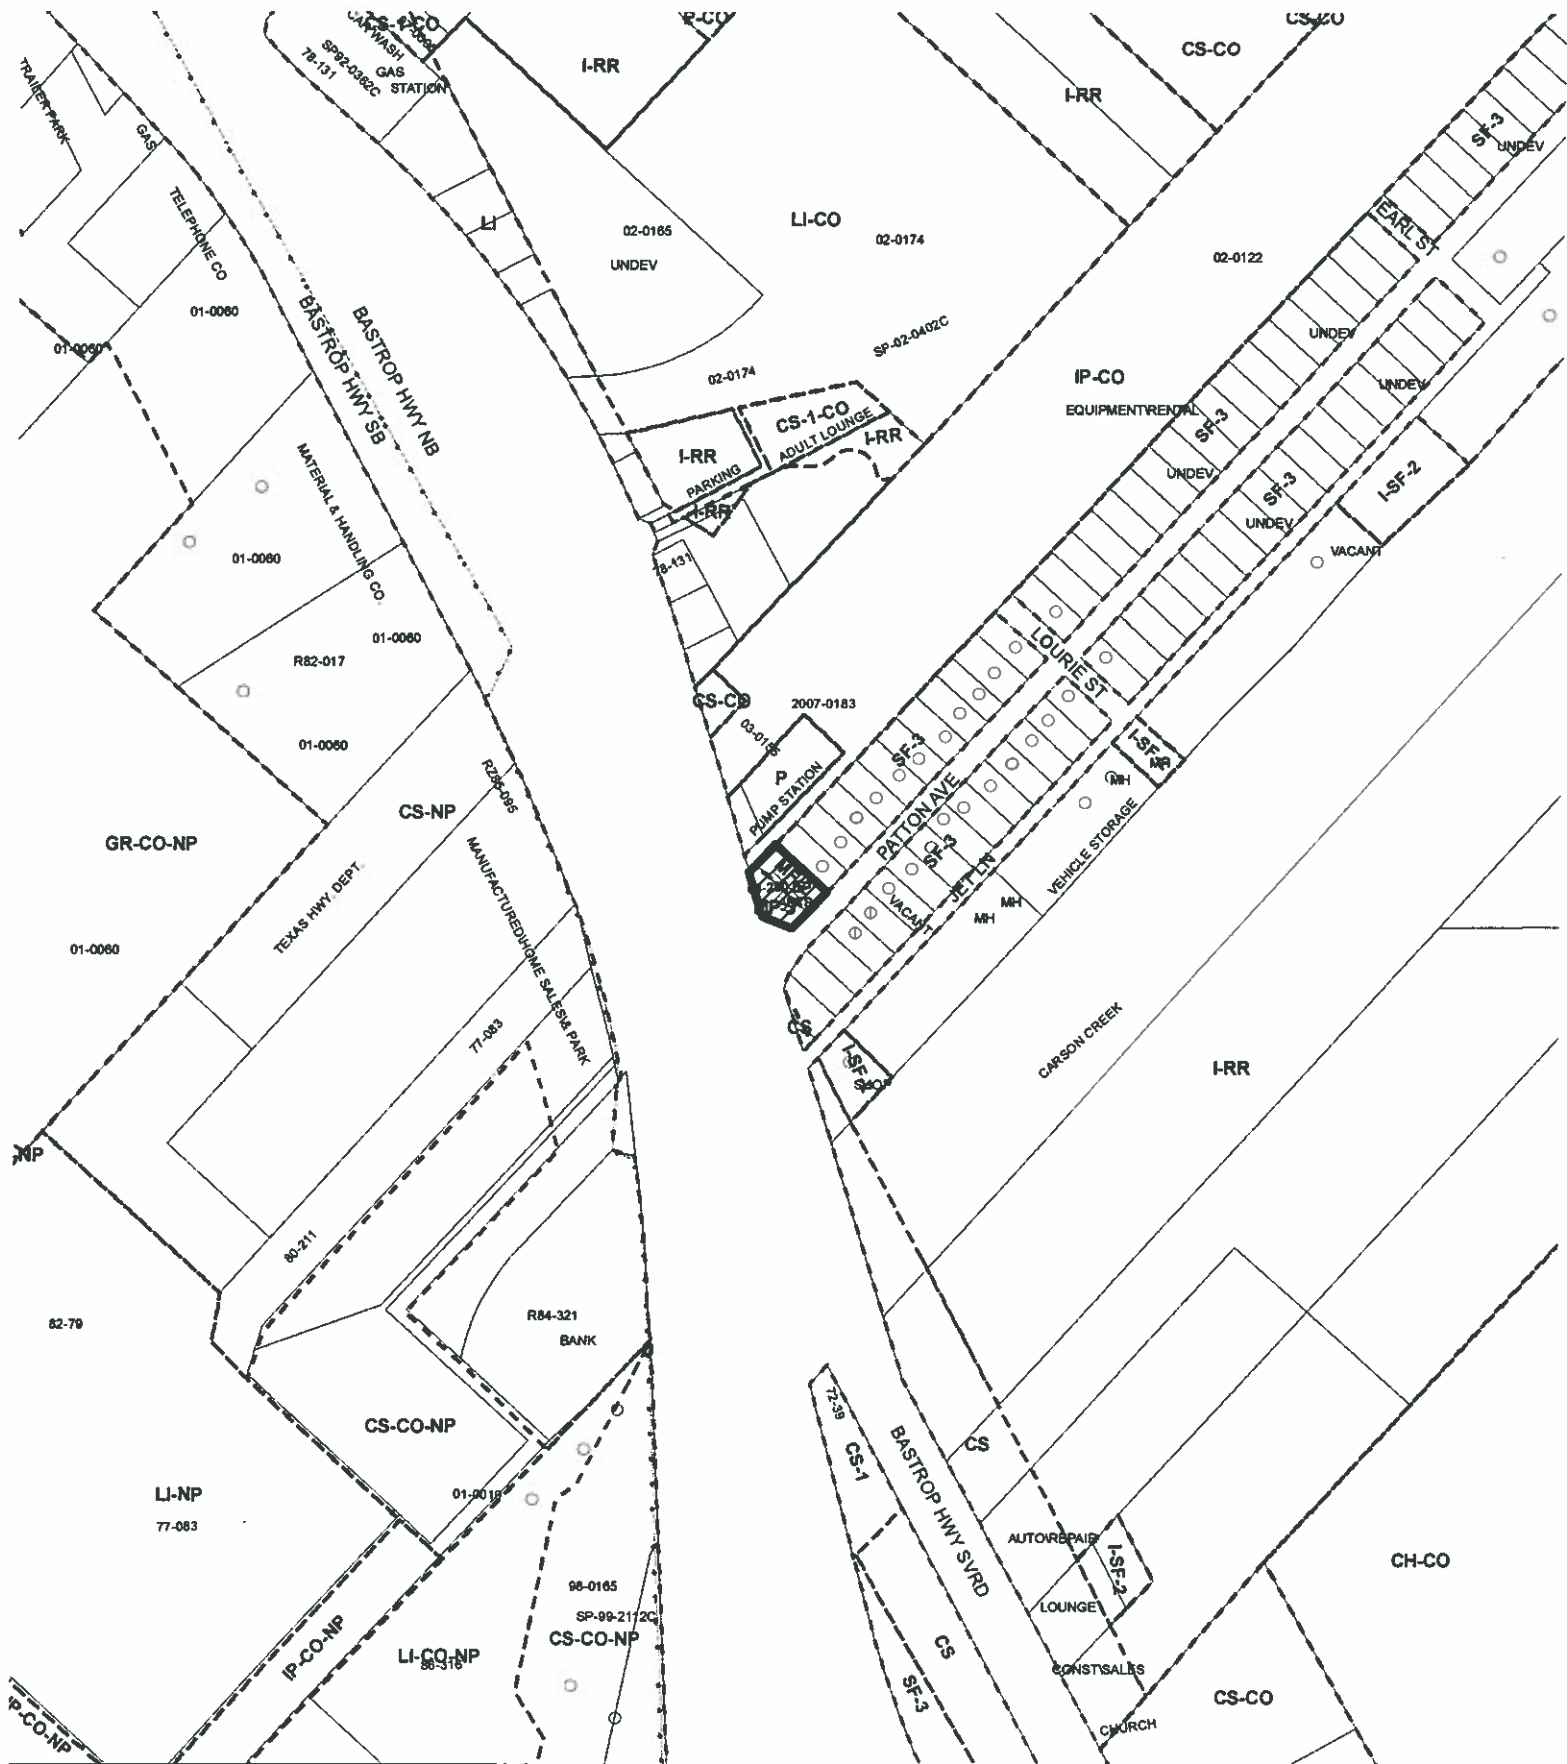 CS-1-CO
CAR WASH
SP92-0362C
78-131
GAS
STATION
I-RR
CS-CO
CS-CO
I-RR
SF-3
UNDEV
TRAILER PARK
GAS
TELEPHONE CO
01-0060
01-0060
BASTROP HWY SB
BASTROP HWY NB
LI
02-0165
UNDEV
LI-CO
02-0174
02-0122
EARL ST
SP-02-0402C
02-0174
IP-CO
EQUIPMENT\RENTAL
UNDEV
UNDEV
SF-3
UNDEV
CS-1-CO
ADULT LOUNGE
I-RR
I-RR
PARKING
I-RR
78-131
SF-3
UNDEV
I-SF-2
VACANT
MATERIAL & HANDLING CO.
01-0060
01-0060
R82-017
01-0060
LOURIE ST
CS-CO
2007-0183
P
PUMP STATION
SF-3
PATTON AVE
SF-3
VACANT
JET LN
MH
MH
MH
VEHICLE STORAGE
CS-NP
RZ85-095
GR-CO-NP
TEXAS HWY. DEPT.
01-0060
MANUFACTURED\HOME SALES\& PARK
77-083
CS
SHOP
CARSON CREEK
I-RR
80-211
82-79
R84-321
BANK
CS-CO-NP
LI-NP
77-083
72-39
CS-1
BASTROP HWY SVRD
CS
AUTO\REPAIR
I-SF-2
LOUNGE
CONST\SALES
CHURCH
CH-CO
CS-CO
98-0165
SP-99-2112C
CS-CO-NP
LI-CO-NP
86-316
IP-CO-NP
CS
SF-3